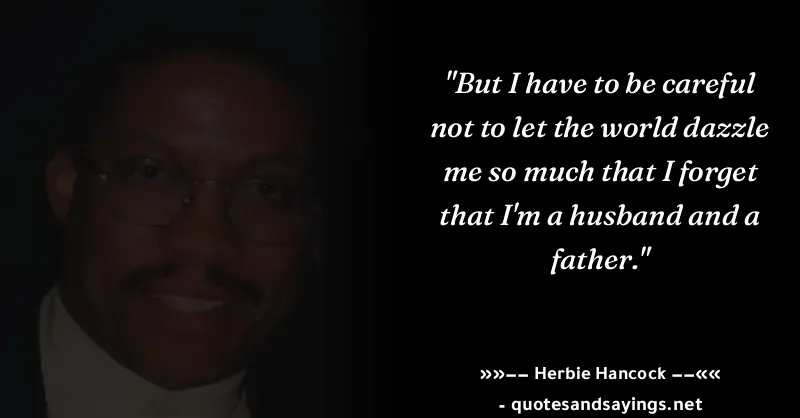 "But I have to be careful
not to let the world dazzle
me so much that I forget
that I'm a husband and a
father."
»»−− Herbie Hancock −−««
- quotesandsayings.net